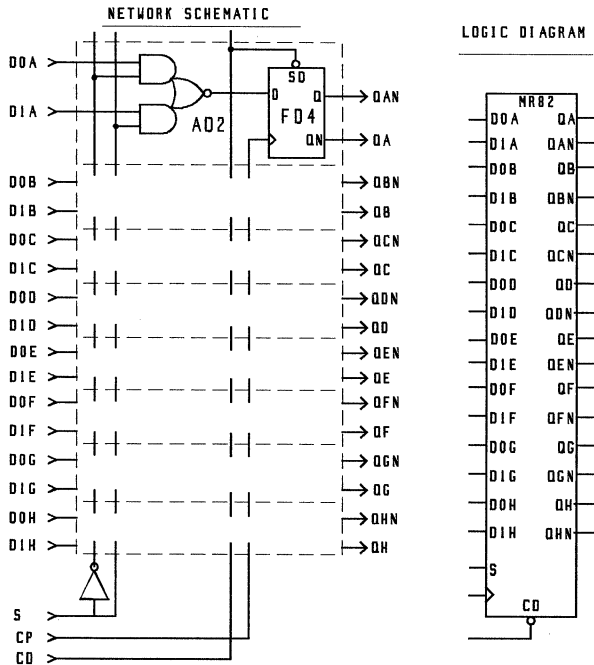 NETWORK SCHEMATIC
D0A
D1A
AO2
SD
D
Q
FD4
QN
QAN
QA
D0B
D1B
D0C
D1C
D0D
D1D
D0E
D1E
D0F
D1F
D0G
D1G
D0H
D1H
QBN
QB
QCN
QC
QDN
QD
QEN
QE
QFN
QF
QGN
QG
QHN
QH
S
CP
CD
LOGIC DIAGRAM
MR82
D0A QA
D1A QAN
D0B QB
D1B QBN
D0C QC
D1C QCN
D0D QD
D1D QDN
D0E QE
D1E QEN
D0F QF
D1F QFN
D0G QG
D1G QGN
D0H QH
D1H QHN
S
CD